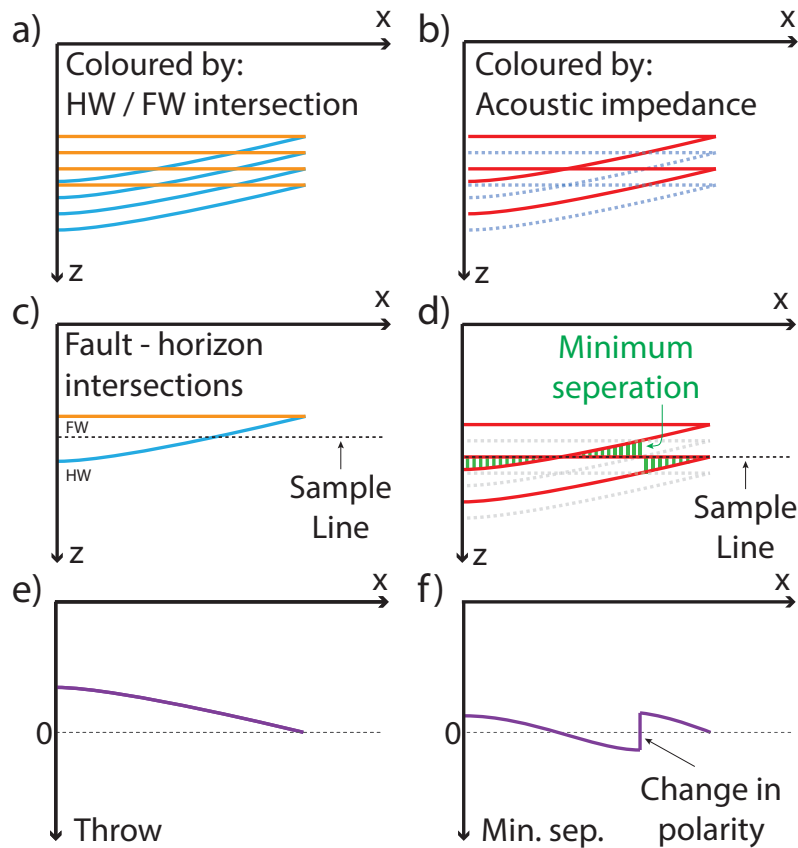 a)
x
Coloured by:
HW / FW intersection
z
b)
x
Coloured by:
Acoustic impedance
z
c)
x
Fault - horizon
intersections
FW
HW
Sample
Line
z
d)
x
Minimum
seperation
Sample
Line
z
e)
x
0
Throw
f)
x
0
Change in
polarity
Min. sep.